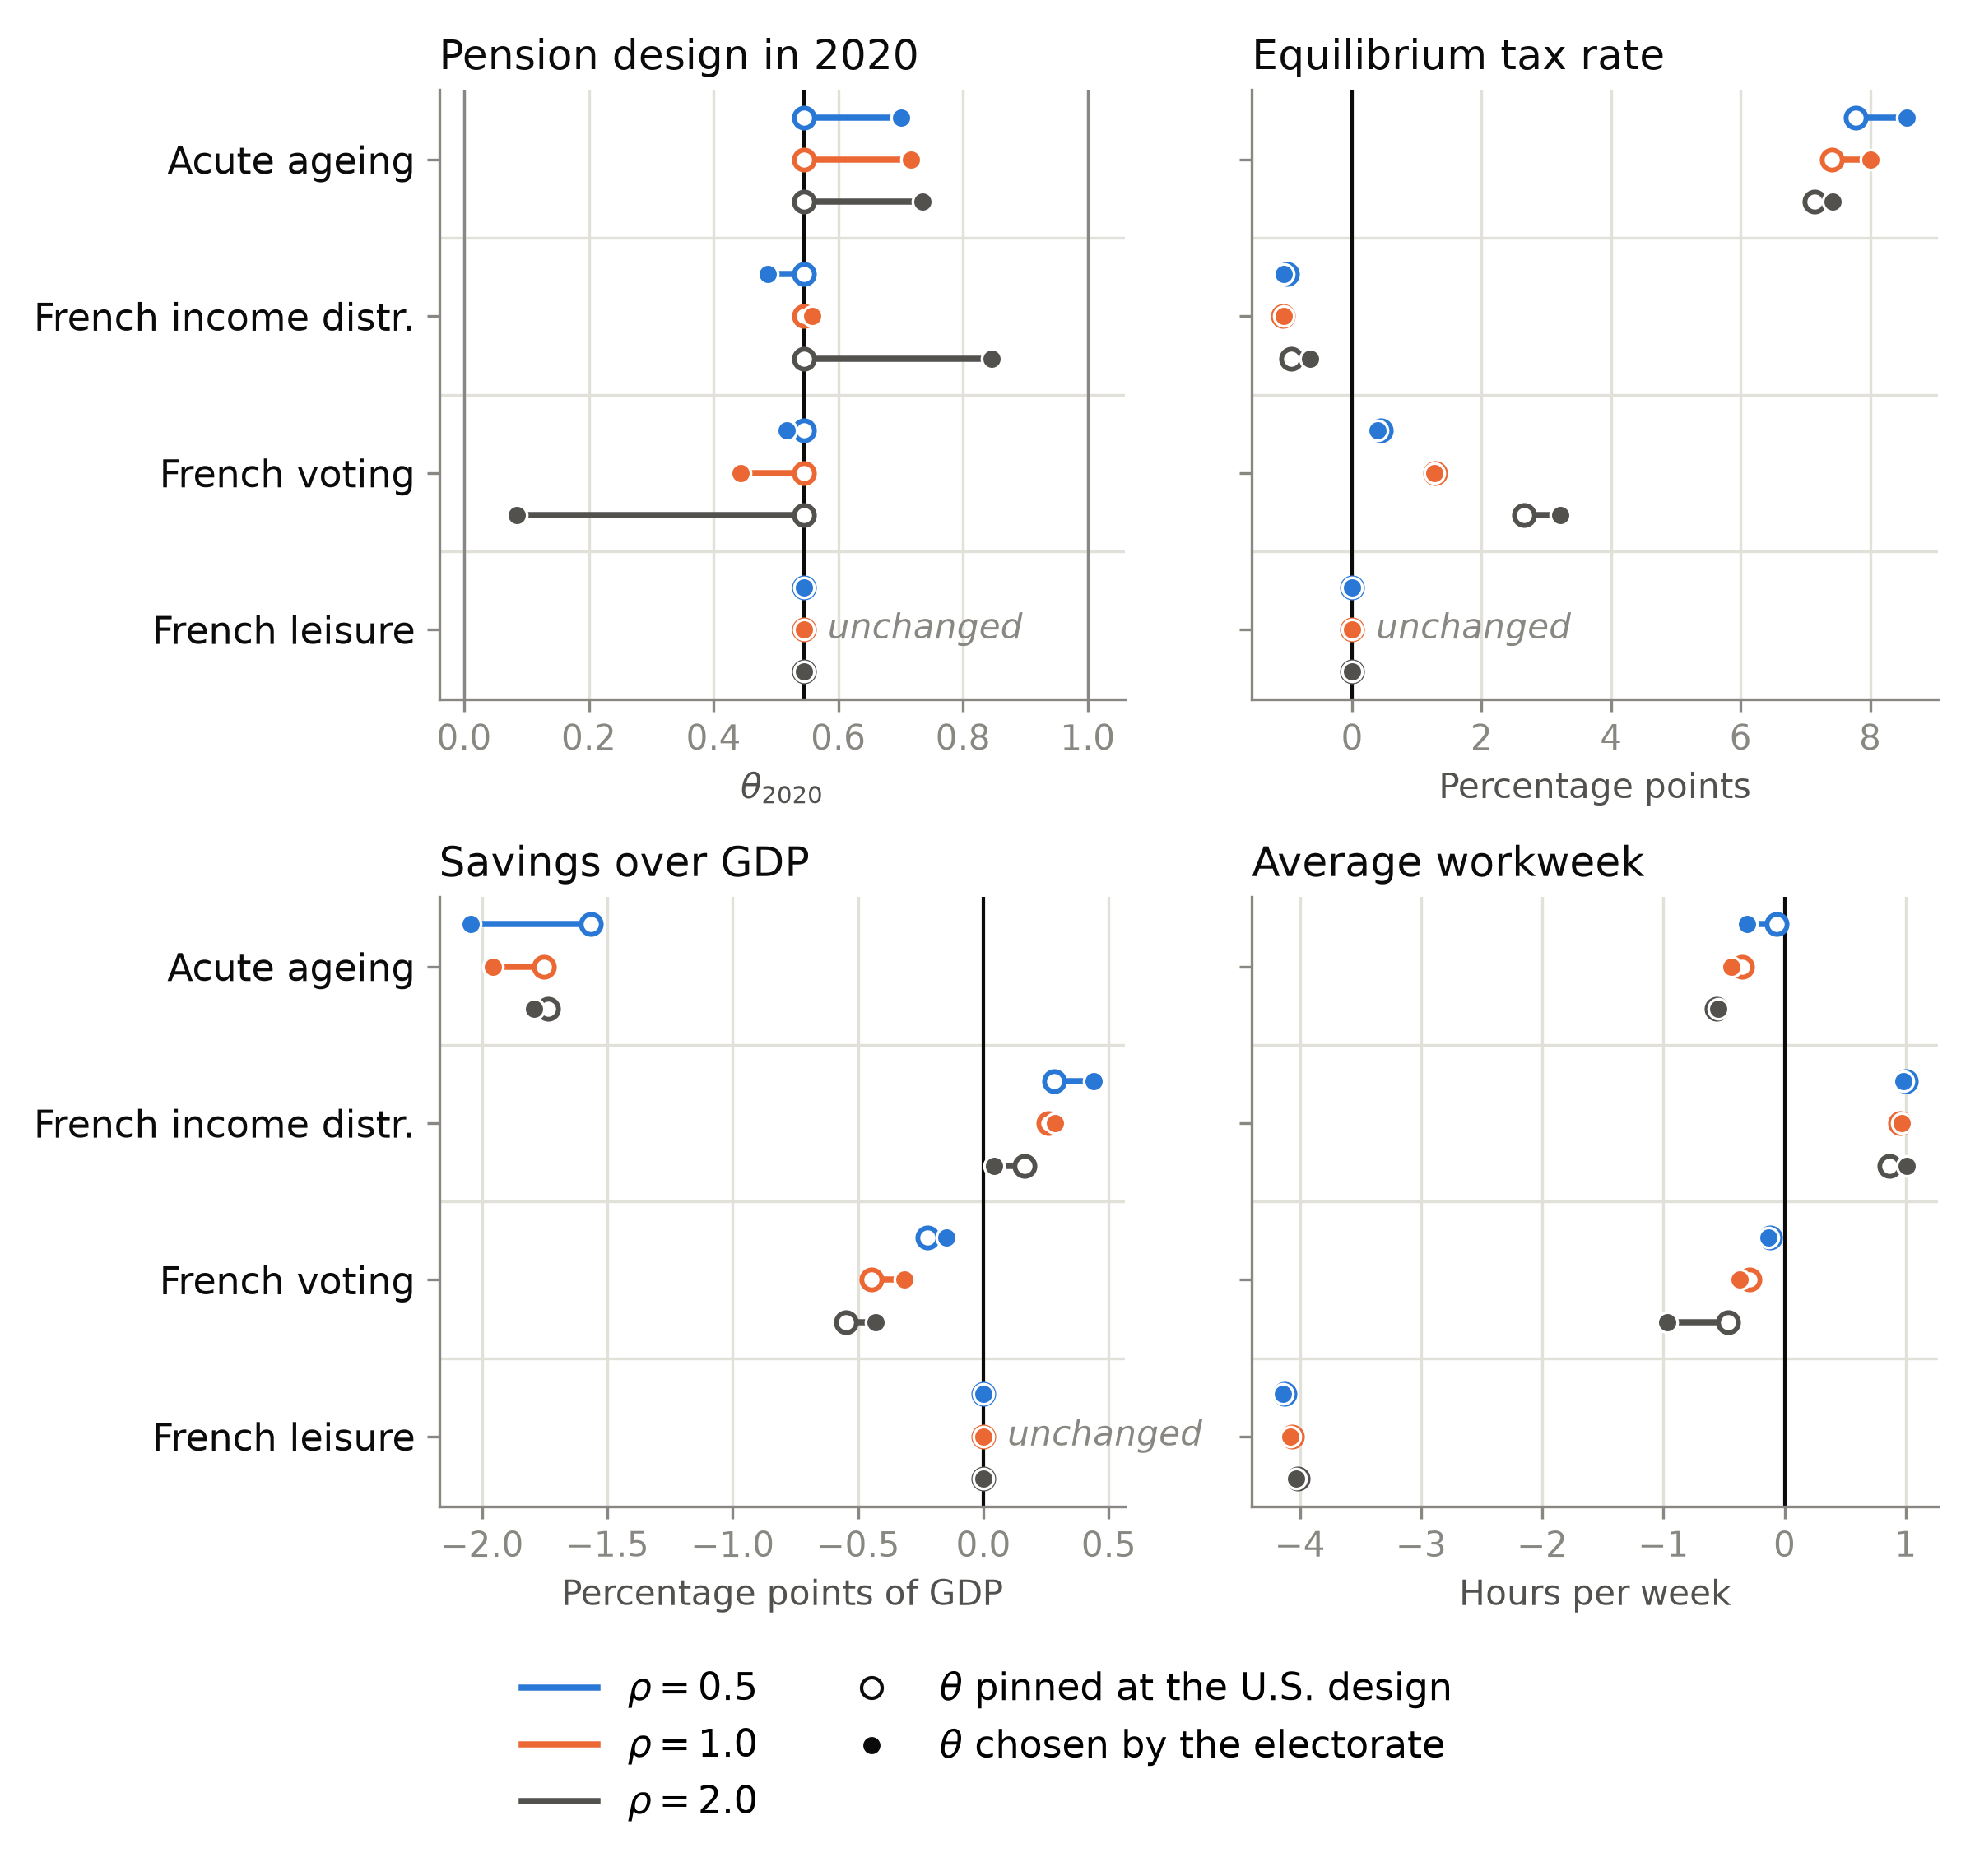 Pension design in 2020
Equilibrium tax rate
Acute ageing
French income distr.
French voting
French leisure
unchanged
unchanged
0.0 0.2 0.4 0.6 0.8 1.0
0 2 4 6 8
θ2020
Percentage points
Savings over GDP
Average workweek
Acute ageing
French income distr.
French voting
French leisure
unchanged
−2.0 −1.5 −1.0 −0.5 0.0 0.5
−4 −3 −2 −1 0 1
Percentage points of GDP
Hours per week
ρ = 0.5
ρ = 1.0
ρ = 2.0
θ pinned at the U.S. design
θ chosen by the electorate